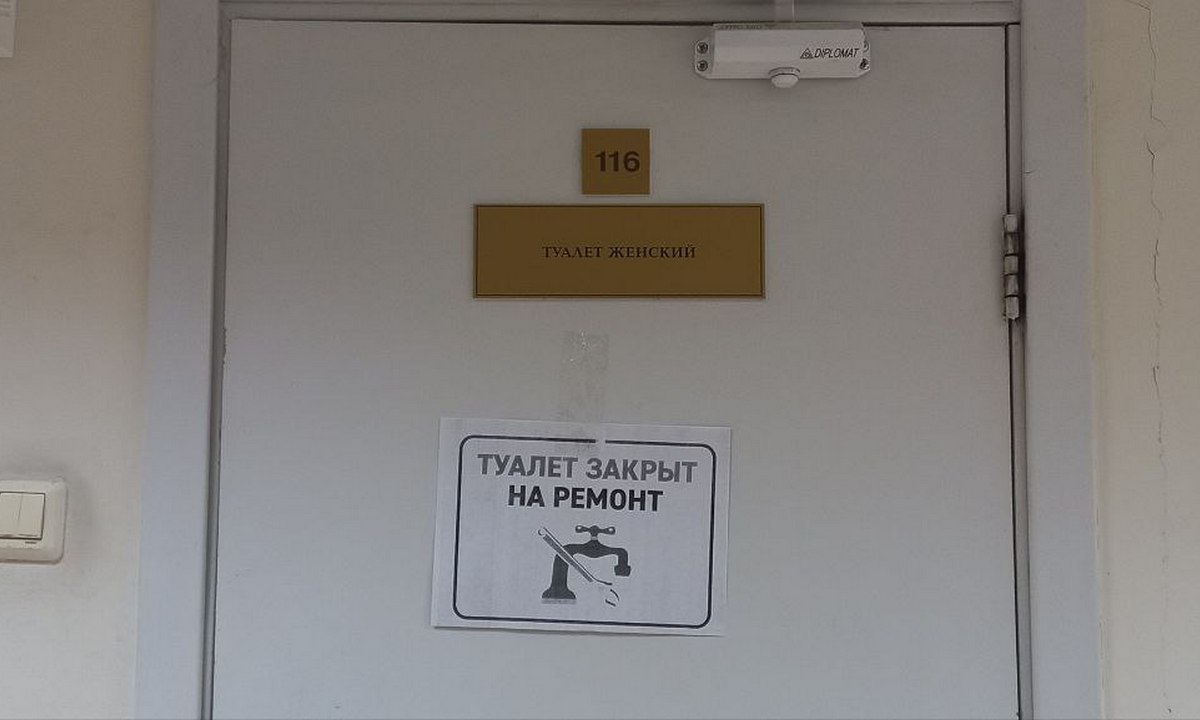 DIPLOMAT
116
ТУАЛЕТ ЖЕНСКИЙ
ТУАЛЕТ ЗАКРЫТ
НА РЕМОНТ